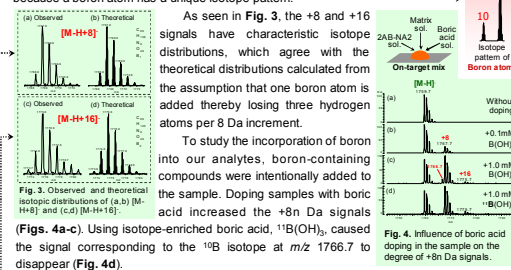 because a boron atom has a unique isotope pattern.
(a) Observed (b) Theoretical
[M-H+8]-
(c) Observed (d) Theoretical
[M-H+16]-
Fig. 3. Observed and theoretical
isotopic distributions of (a,b) [M-
H+8]- and (c,d) [M-H+16]-.
As seen in Fig. 3, the +8 and +16
signals have characteristic isotope
distributions, which agree with the
theoretical distributions calculated from
the assumption that one boron atom is
added thereby losing three hydrogen
atoms per 8 Da increment.
To study the incorporation of boron
into our analytes, boron-containing
compounds were intentionally added to
the sample. Doping samples with boric
acid increased the +8n Da signals
(Figs. 4a-c). Using isotope-enriched boric acid, ¹¹B(OH)₃, caused
the signal corresponding to the ¹⁰B isotope at m/z 1766.7 to
disappear (Fig. 4d).
Matrix
sol.
2AB-NA2
sol.
Boric
acid
sol.
On-target mix
10
Isotope
pattern of
Boron atom
[M-H]
(a) Withou
doping
(b) +8 +0.1mM
1767.7 B(OH)
(c) +16 +1.0 mM
B(OH)
(d) +1.0 mM
¹¹B(OH)
Fig. 4. Influence of boric acid
doping in the sample on the
degree of +8n Da signals.